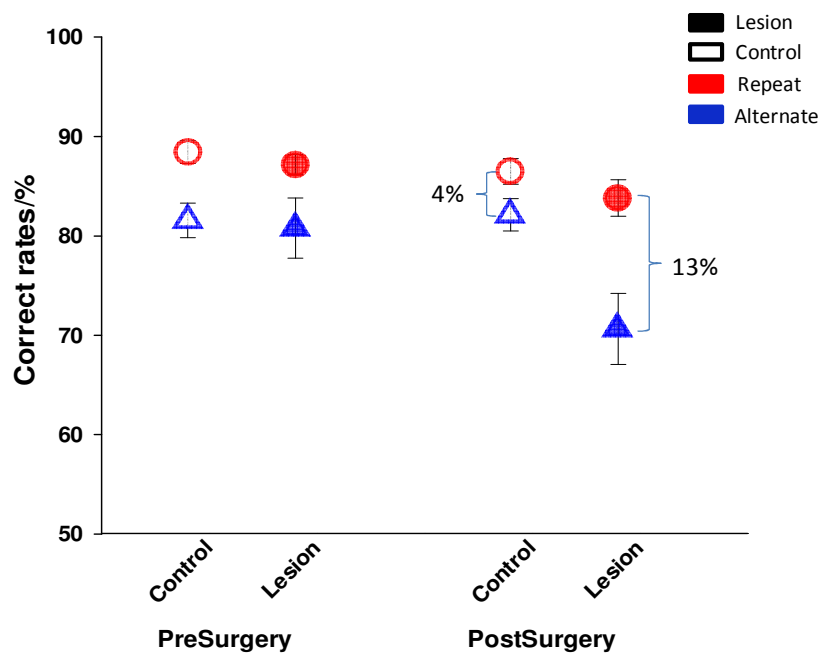 Lesion
Control
Repeat
Alternate
Correct rates/%
100
90
80
70
60
50
4%
13%
Control
Lesion
Control
Lesion
PreSurgery
PostSurgery